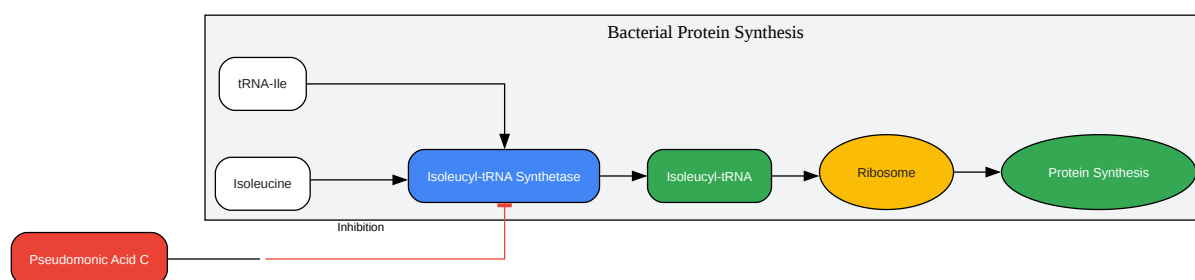 Bacterial Protein Synthesis
tRNA-Ile
Isoleucine
Isoleucyl-tRNA Synthetase
Isoleucyl-tRNA
Ribosome
Protein Synthesis
Inhibition
Pseudomonic Acid C